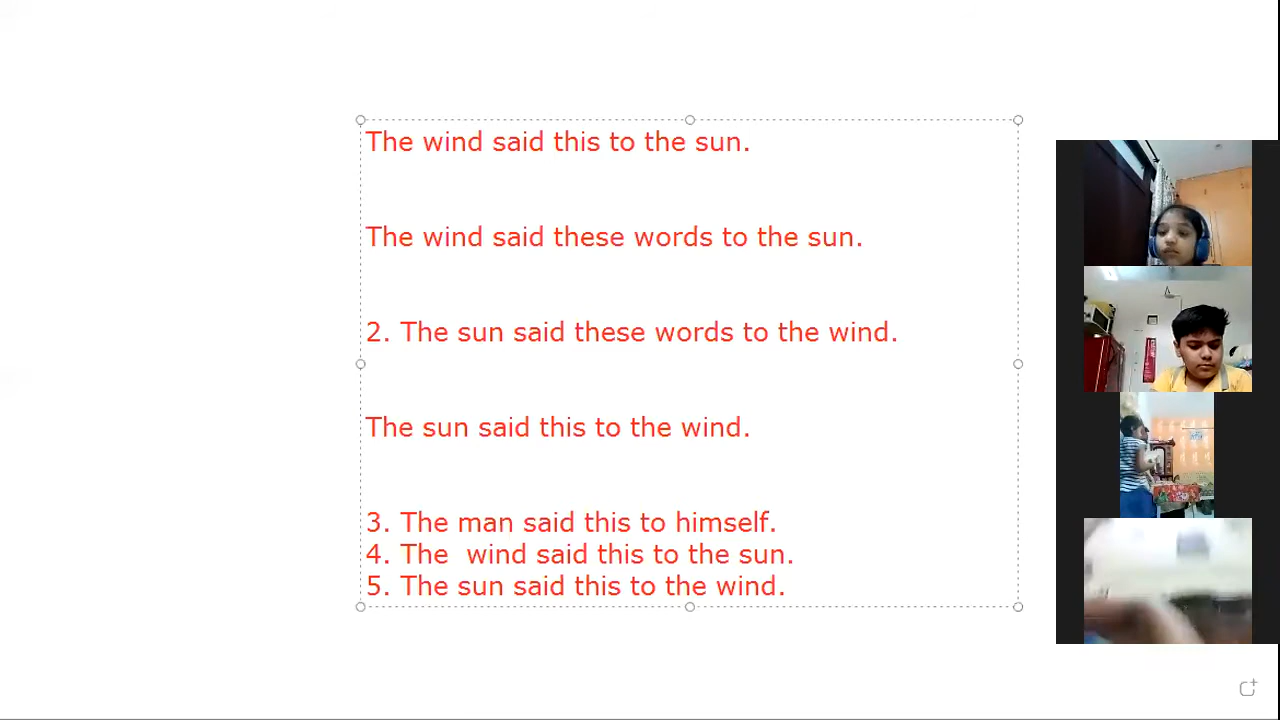 The wind said this to the sun.
The wind said these words to the sun.
2. The sun said these words to the wind.
The sun said this to the wind.
3. The man said this to himself.
4. The  wind said this to the sun.
5. The sun said this to the wind.